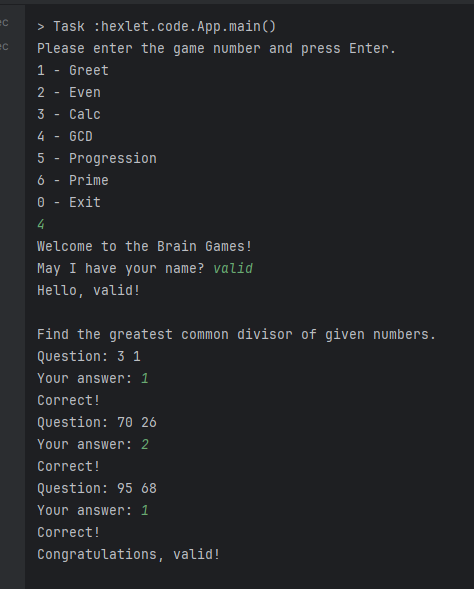 ec
ec
> Task :hexlet.code.App.main()
Please enter the game number and press Enter.
1 - Greet
2 - Even
3 - Calc
4 - GCD
5 - Progression
6 - Prime
0 - Exit
4
Welcome to the Brain Games!
May I have your name? valid
Hello, valid!
Find the greatest common divisor of given numbers.
Question: 3 1
Your answer: 1
Correct!
Question: 70 26
Your answer: 2
Correct!
Question: 95 68
Your answer: 1
Correct!
Congratulations, valid!